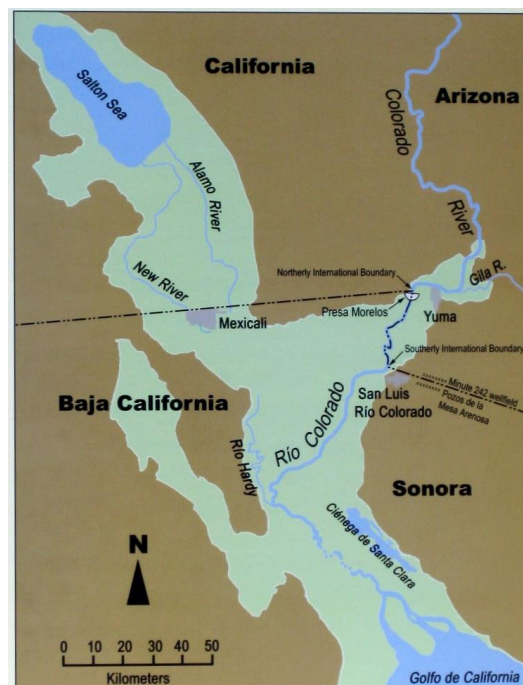 California
Arizona
Salton Sea
Colorado
River
Alamo
River
New River
Northerly International Boundary
Gila R.
Presa Morelos
Yuma
Mexicali
Southerly International Boundary
San Luis
Río Colorado
Minute 242 wellfield
Pozos de la
Mesa Arenosa
Baja California
Río Colorado
Río Hardy
Sonora
Ciénega de Santa Clara
N
0 10 20 30 40 50
Kilometers
Golfo de California